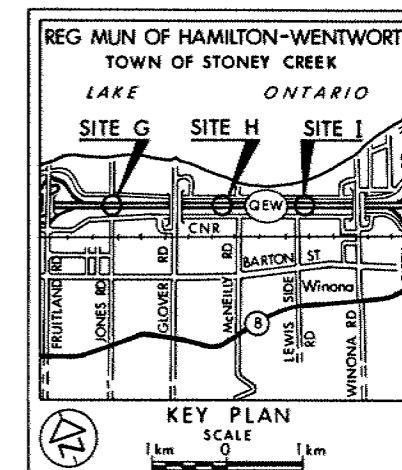 REG MUN OF HAMILTON-WENTWORT
TOWN OF STONEY CREEK
LAKE ONTARIO
SITE G SITE H SITE I
QEW
CNR
BARTON ST
Winona
FRUITLAND RD
JONES RD
GLOVER RD
McNEILLY RD
8
LEWIS SIDE RD
WINONA RD
KEY PLAN
SCALE
1 km 0 1 km